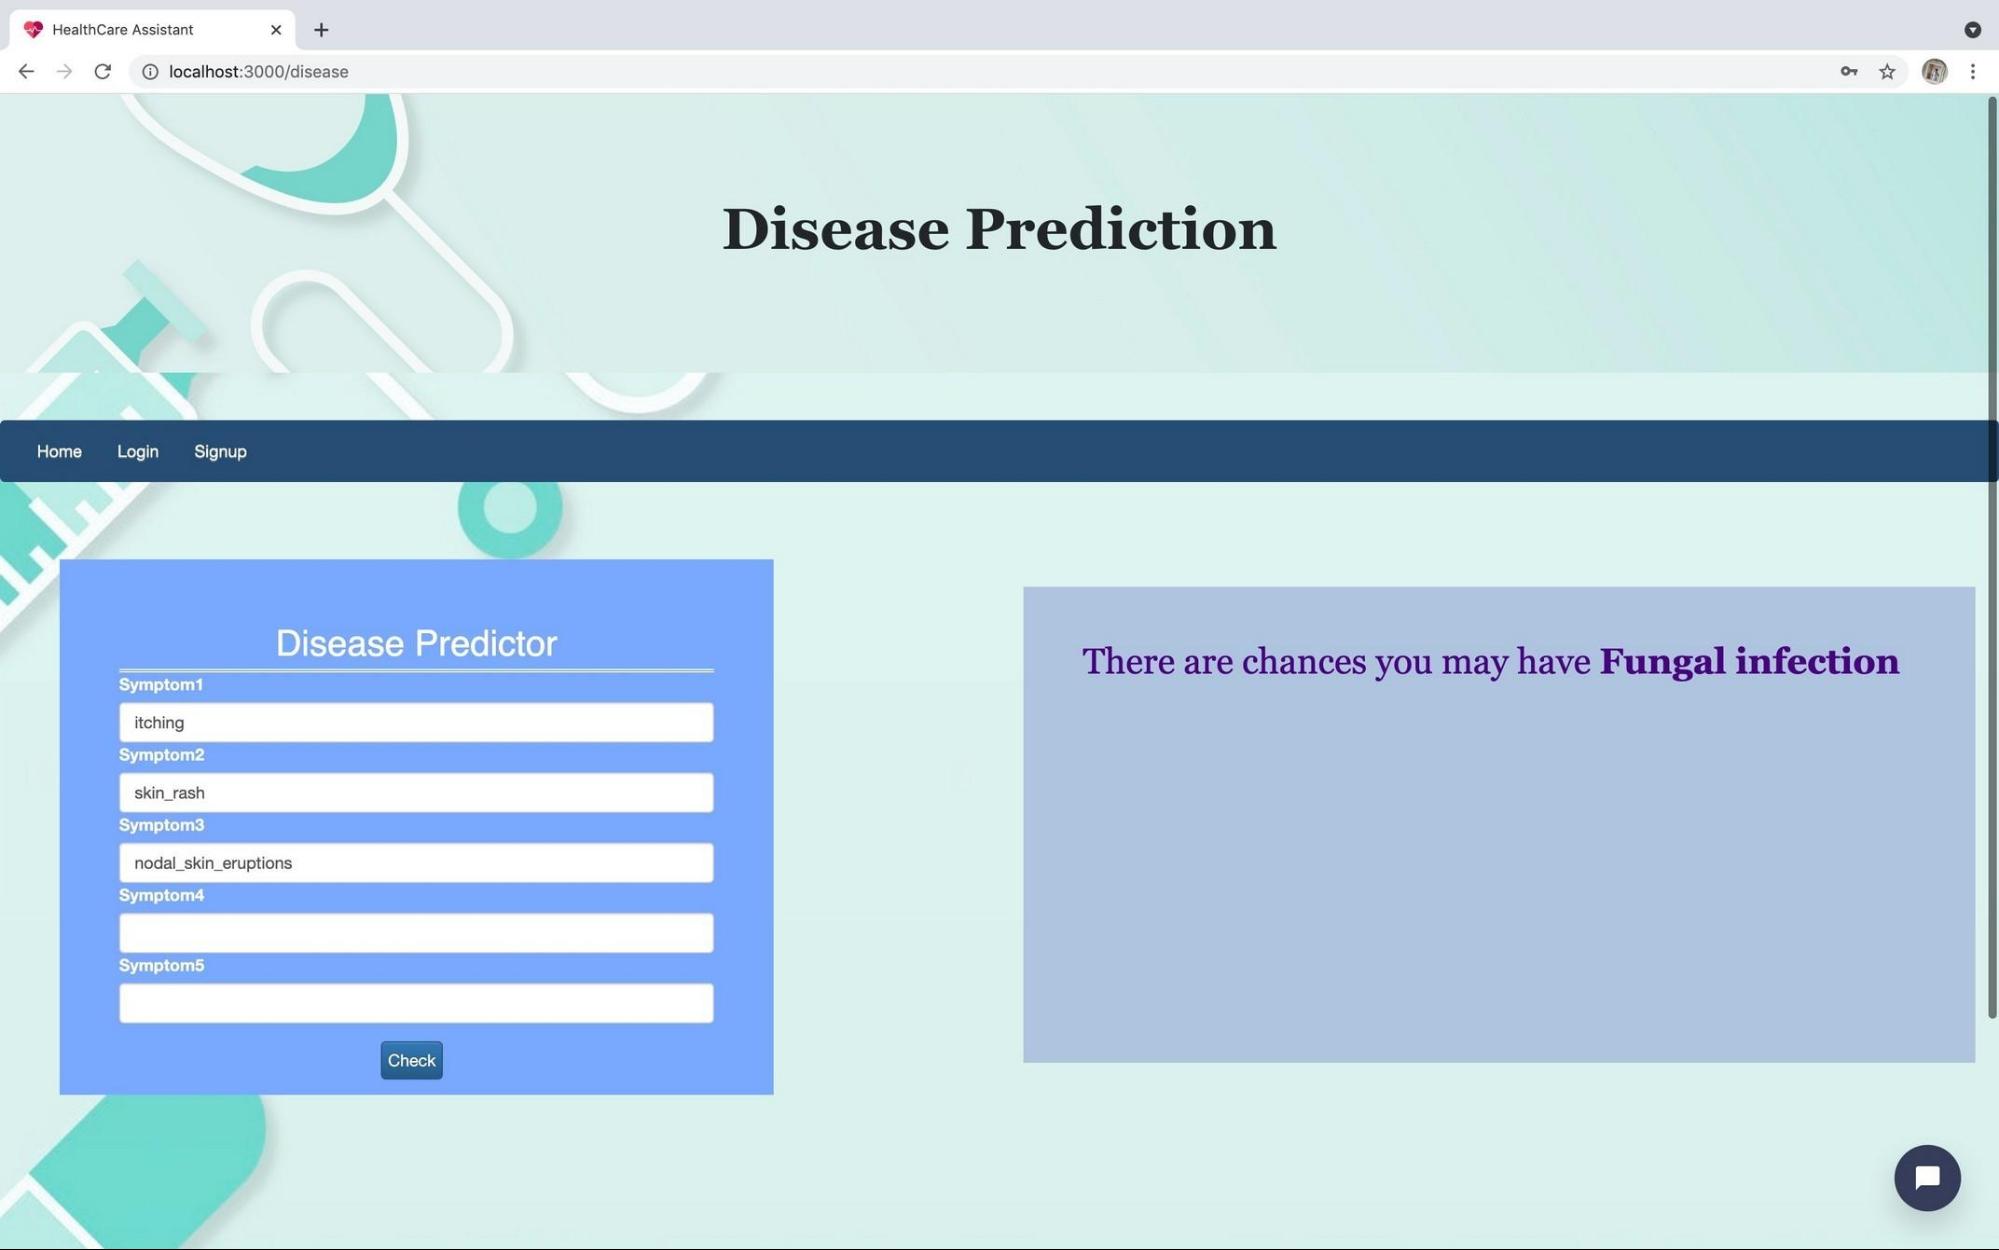 HealthCare Assistant
localhost:3000/disease
Disease Prediction
Home Login Signup
Disease Predictor
Symptom1
itching
Symptom2
skin_rash
Symptom3
nodal_skin_eruptions
Symptom4
Symptom5
Check
There are chances you may have Fungal infection